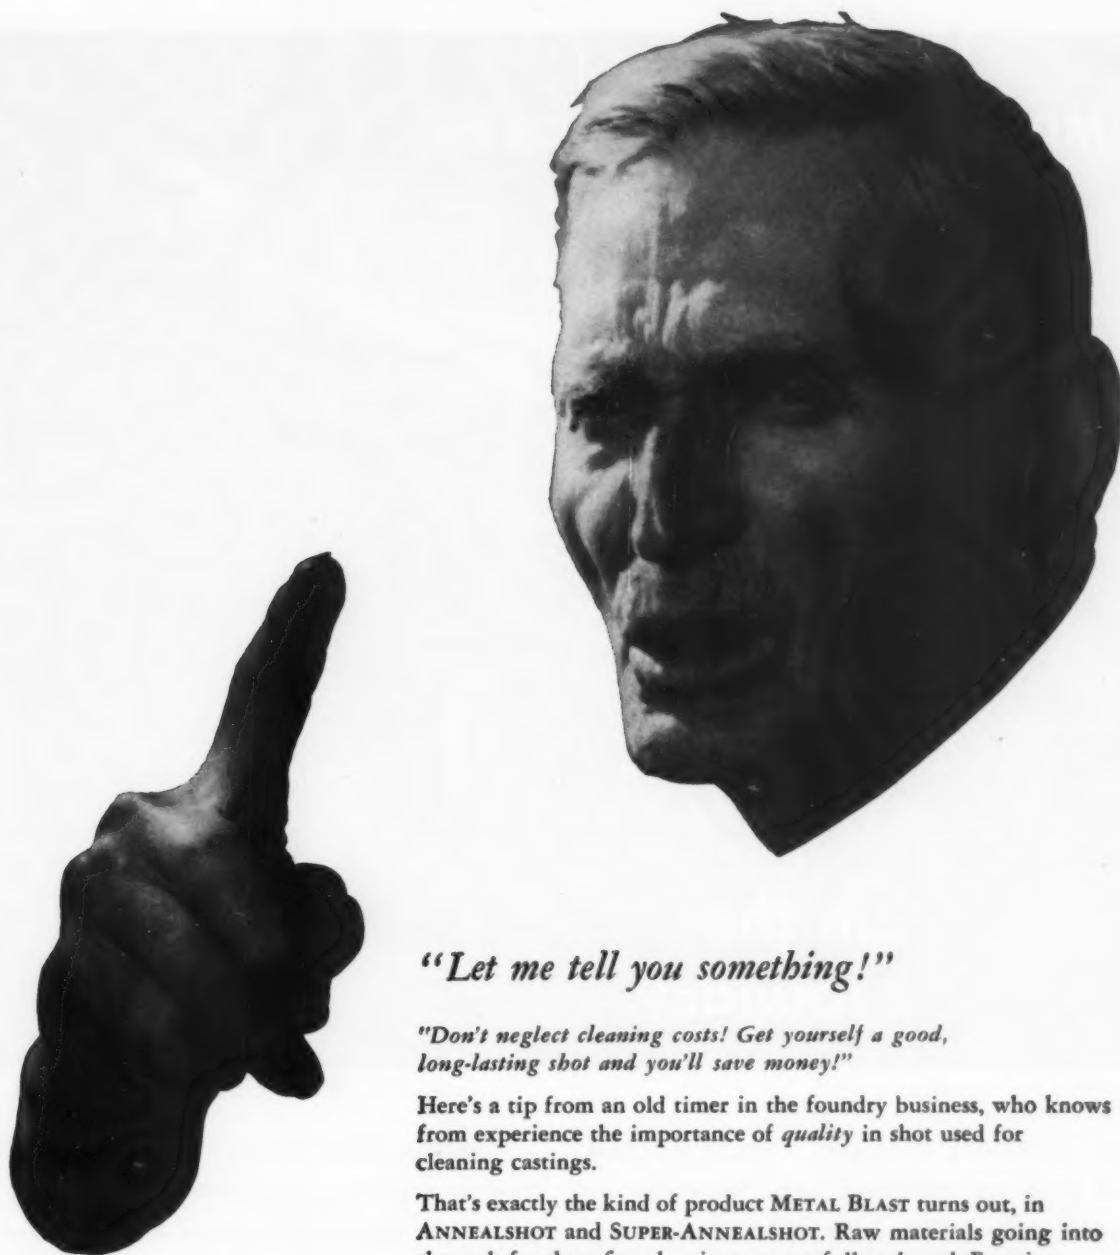 “Let me tell you something!”
"Don't neglect cleaning costs! Get yourself a good,
long-lasting shot and you'll save money!”
Here's a tip from an old timer in the foundry business, who knows
from experience the importance of quality in shot used for
cleaning castings.
That's exactly the kind of product METAL BLAST turns out, in
ANNEALSHOT and SUPER-ANNEALSHOT. Raw materials going into